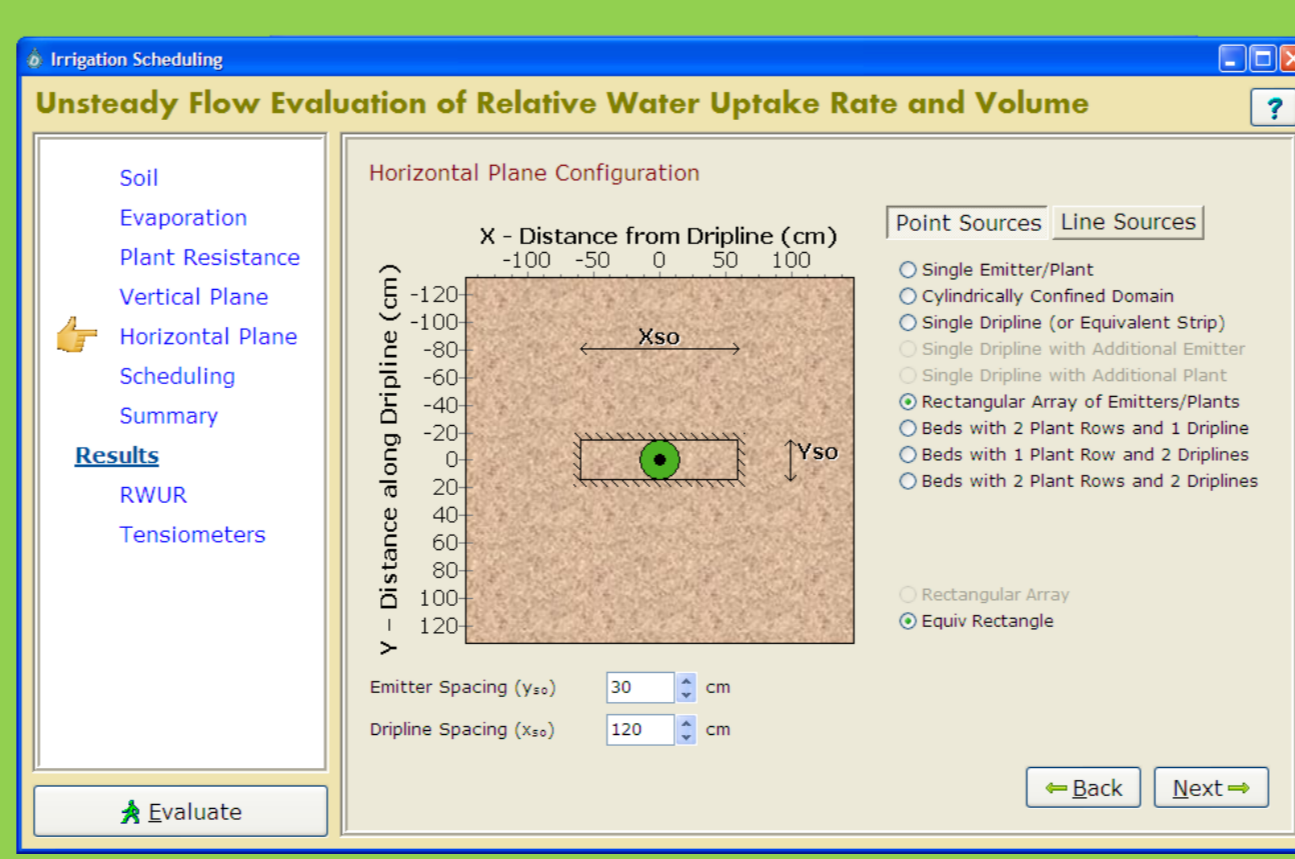 Irrigation Scheduling
Unsteady Flow Evaluation of Relative Water Uptake Rate and Volume
?
Soil
Evaporation
Plant Resistance
Vertical Plane
Horizontal Plane
Scheduling
Summary
Results
RWUR
Tensiometers
Evaluate
Horizontal Plane Configuration
X - Distance from Dripline (cm)
-100 -50 0 50 100
Y - Distance along Dripline (cm)
-120
-100
-80
-60
-40
-20
0
20
40
60
80
100
120
Xso
Yso
Emitter Spacing (yso) 30 cm
Dripline Spacing (xso) 120 cm
Point Sources Line Sources
Single Emitter/Plant
Cylindrically Confined Domain
Single Dripline (or Equivalent Strip)
Single Dripline with Additional Emitter
Single Dripline with Additional Plant
Rectangular Array of Emitters/Plants
Beds with 2 Plant Rows and 1 Dripline
Beds with 1 Plant Row and 2 Driplines
Beds with 2 Plant Rows and 2 Driplines
Rectangular Array
Equiv Rectangle
Back Next